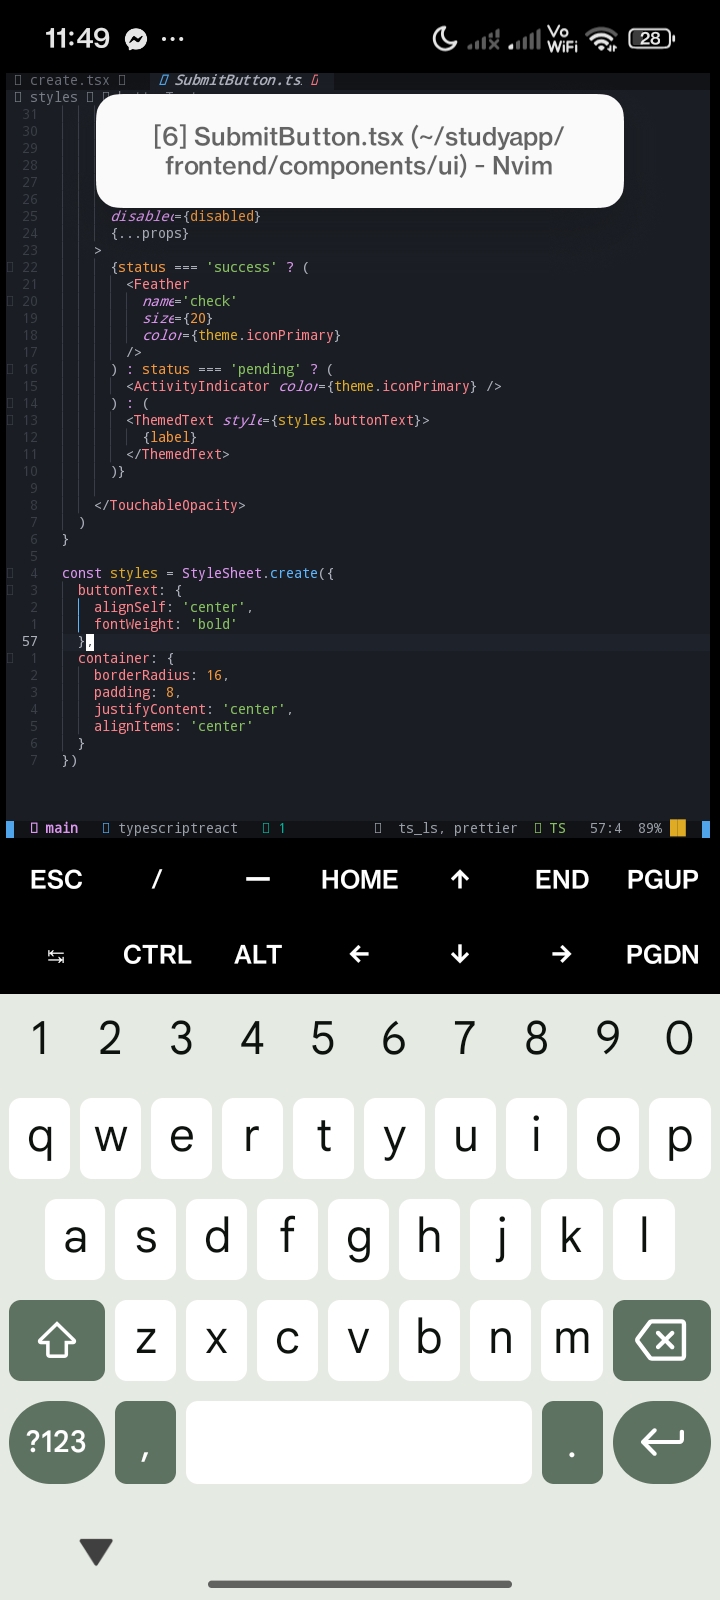 11:49 ... Vo WiFi 28
create.tsx SubmitButton.ts
styles
[6] SubmitButton.tsx (~/studyapp/
frontend/components/ui) - Nvim
31
30
29
28
27
26
25 disabled={disabled}
24 {...props}
23 >
22 {status === 'success' ? (
21 <Feather
20 name='check'
19 size={20}
18 color={theme.iconPrimary}
17 />
16 ) : status === 'pending' ? (
15 <ActivityIndicator color={theme.iconPrimary} />
14 ) : (
13 <ThemedText style={styles.buttonText}>
12 {label}
11 </ThemedText>
10 )}
9
8 </TouchableOpacity>
7 )
6 }
5
4 const styles = StyleSheet.create({
3 buttonText: {
2 alignSelf: 'center',
1 fontWeight: 'bold'
57 },
1 container: {
2 borderRadius: 16,
3 padding: 8,
4 justifyContent: 'center',
5 alignItems: 'center'
6 }
7 })
main typescriptreact 1 ts_ls, prettier TS 57:4 89%
ESC / — HOME ↑ END PGUP
↹ CTRL ALT ← ↓ → PGDN
1 2 3 4 5 6 7 8 9 0
q w e r t y u i o p
a s d f g h j k l
z x c v b n m
?123 , .